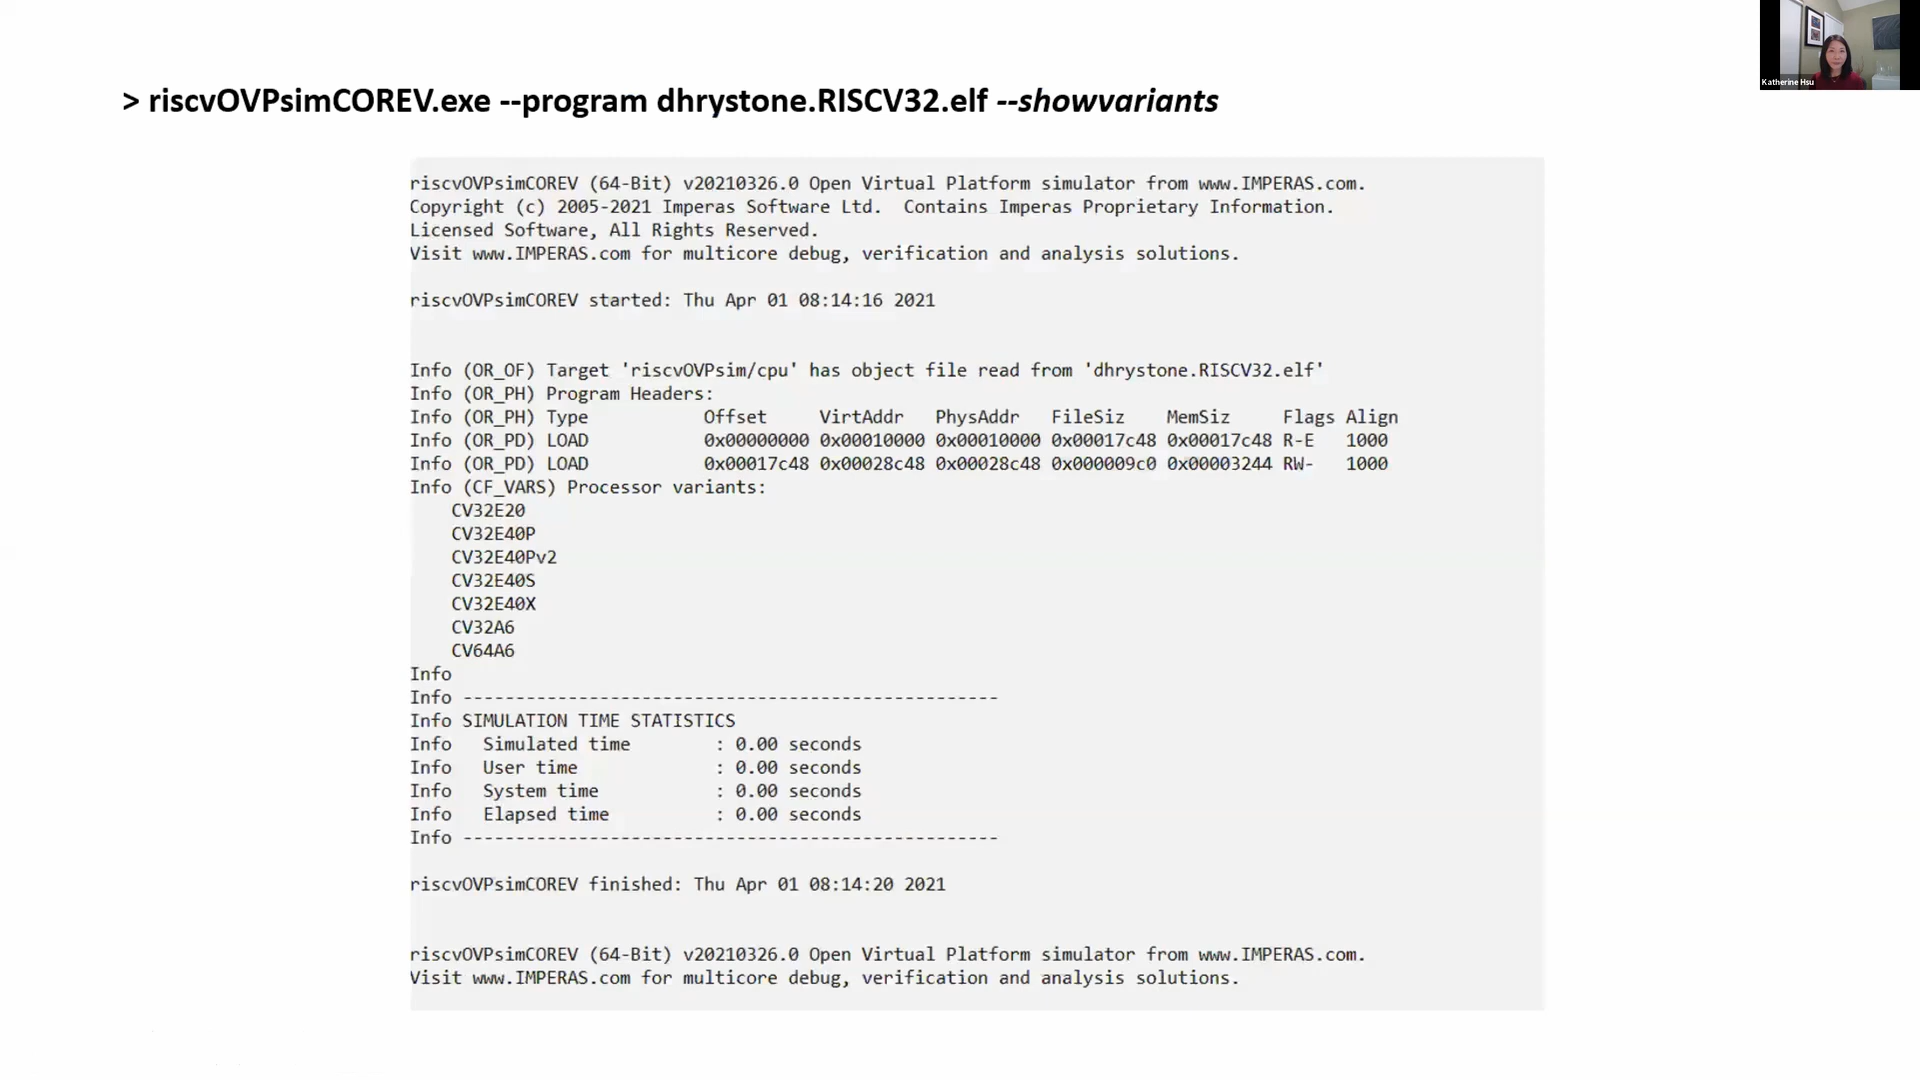 > riscvOVPsimCOREV.exe --program dhrystone.RISCV32.elf --showvariants
Katherine Hsu
riscvOVPsimCOREV (64-Bit) v20210326.0 Open Virtual Platform simulator from www.IMPERAS.com.
Copyright (c) 2005-2021 Imperas Software Ltd.  Contains Imperas Proprietary Information.
Licensed Software, All Rights Reserved.
Visit www.IMPERAS.com for multicore debug, verification and analysis solutions.
riscvOVPsimCOREV started: Thu Apr 01 08:14:16 2021
Info (OR_OF) Target 'riscvOVPsim/cpu' has object file read from 'dhrystone.RISCV32.elf'
Info (OR_PH) Program Headers:
Info (OR_PH) Type           Offset     VirtAddr   PhysAddr   FileSiz    MemSiz     Flags Align
Info (OR_PD) LOAD           0x00000000 0x00010000 0x00010000 0x00017c48 0x00017c48 R-E   1000
Info (OR_PD) LOAD           0x00017c48 0x00028c48 0x00028c48 0x000009c0 0x00003244 RW-   1000
Info (CF_VARS) Processor variants:
    CV32E20
    CV32E40P
    CV32E40Pv2
    CV32E40S
    CV32E40X
    CV32A6
    CV64A6
Info
Info ---------------------------------------------------
Info SIMULATION TIME STATISTICS
Info   Simulated time        : 0.00 seconds
Info   User time             : 0.00 seconds
Info   System time           : 0.00 seconds
Info   Elapsed time          : 0.00 seconds
Info ---------------------------------------------------
riscvOVPsimCOREV finished: Thu Apr 01 08:14:20 2021
riscvOVPsimCOREV (64-Bit) v20210326.0 Open Virtual Platform simulator from www.IMPERAS.com.
Visit www.IMPERAS.com for multicore debug, verification and analysis solutions.